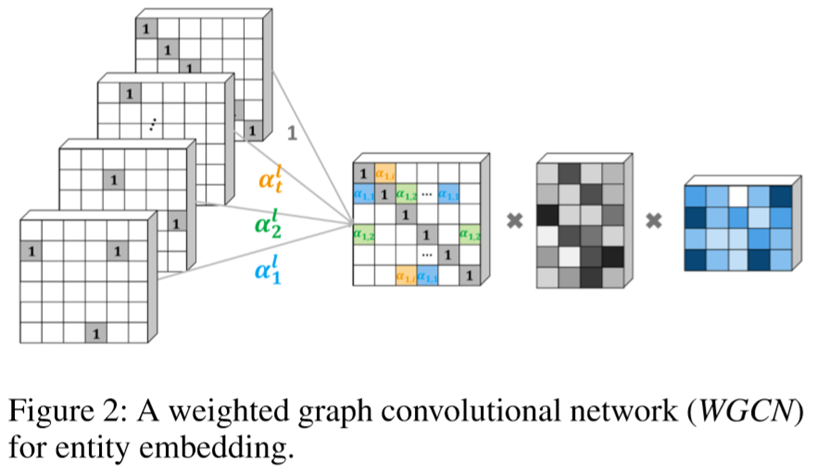 1
1
1
1
1
⋮
1
1
1 1
1
1
α_t^l
α_2^l
α_1^l
1 α_{1,t}
α_{1,1} 1 α_{1,2} ··· α_{1,1}
1
α_{1,2} 1 α_{1,2}
··· 1
α_{1,t} α_{1,1} 1
×
×
Figure 2: A weighted graph convolutional network (WGCN)
for entity embedding.